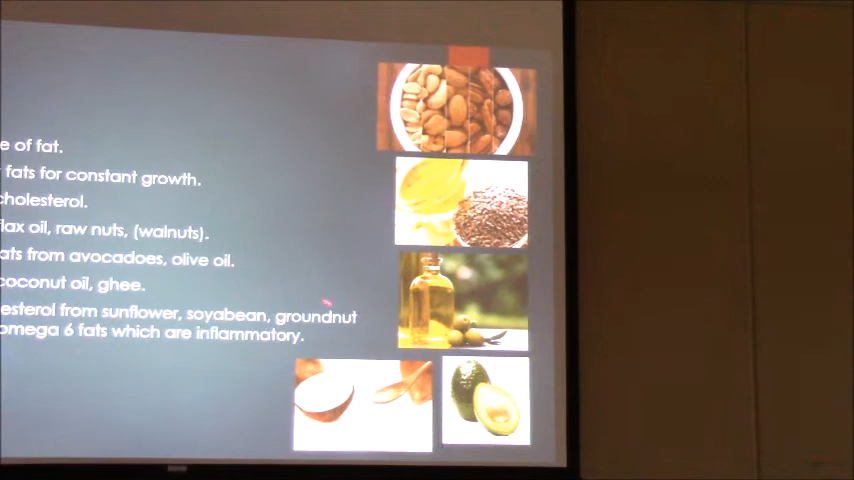 e of fat.
fats for constant growth.
cholesterol.
flax oil, raw nuts, (walnuts).
ats from avocadoes, olive oil.
coconut oil, ghee.
esterol from sunflower, soyabean, groundnut
omega 6 fats which are inflammatory.